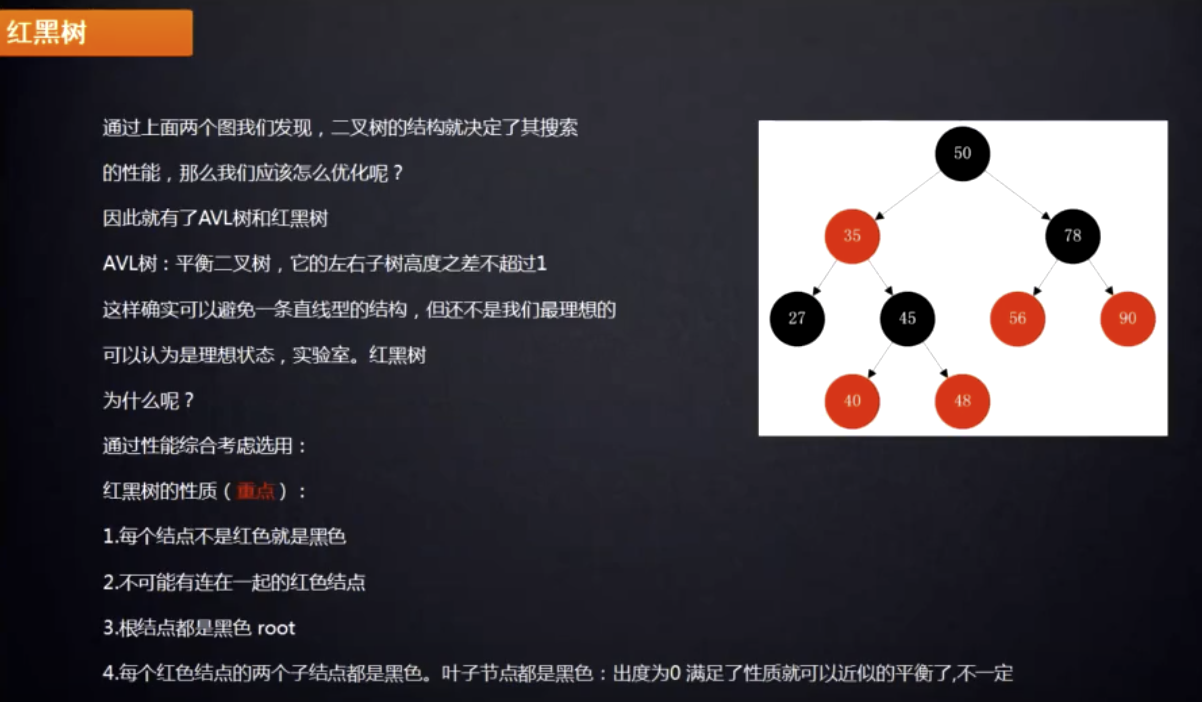 红黑树
通过上面两个图我们发现，二叉树的结构就决定了其搜索
的性能，那么我们应该怎么优化呢？
因此就有了AVL树和红黑树
AVL树：平衡二叉树，它的左右子树高度之差不超过1
这样确实可以避免一条直线型的结构，但还不是我们最理想的
可以认为是理想状态，实验室。红黑树
为什么呢？
通过性能综合考虑选用：
红黑树的性质（重点）：
1.每个结点不是红色就是黑色
2.不可能有连在一起的红色结点
3.根结点都是黑色 root
4.每个红色结点的两个子结点都是黑色。叶子节点都是黑色：出度为0 满足了性质就可以近似的平衡了,不一定
50
35 78
27 45 56 90
40 48